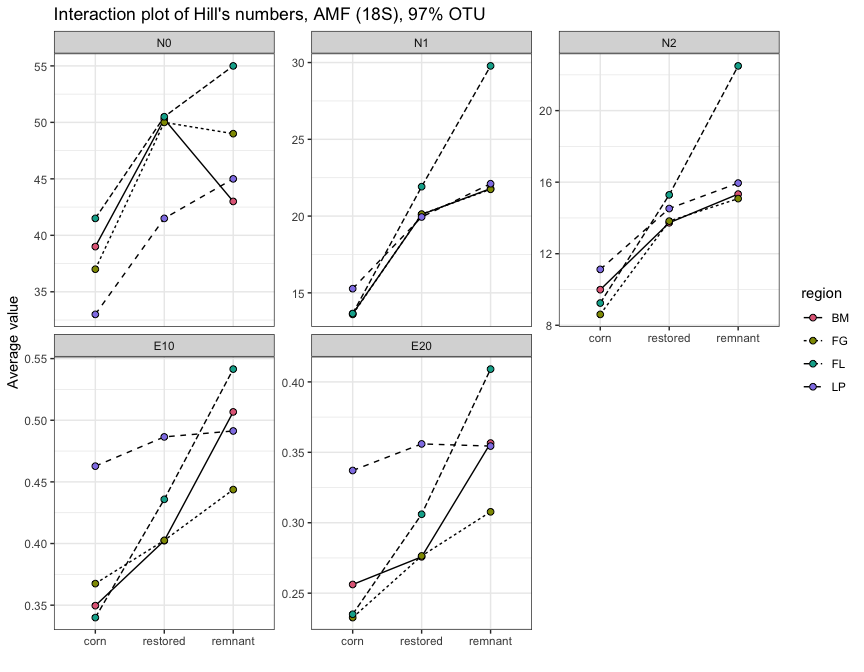 Interaction plot of Hill's numbers, AMF (18S), 97% OTU
N0
N1
N2
55
50
45
40
35
30
25
20
15
20
16
12
8
corn
restored
remnant
Average value
region
BM
FG
FL
LP
E10
E20
0.55
0.50
0.45
0.40
0.35
0.40
0.35
0.30
0.25
corn
restored
remnant
corn
restored
remnant